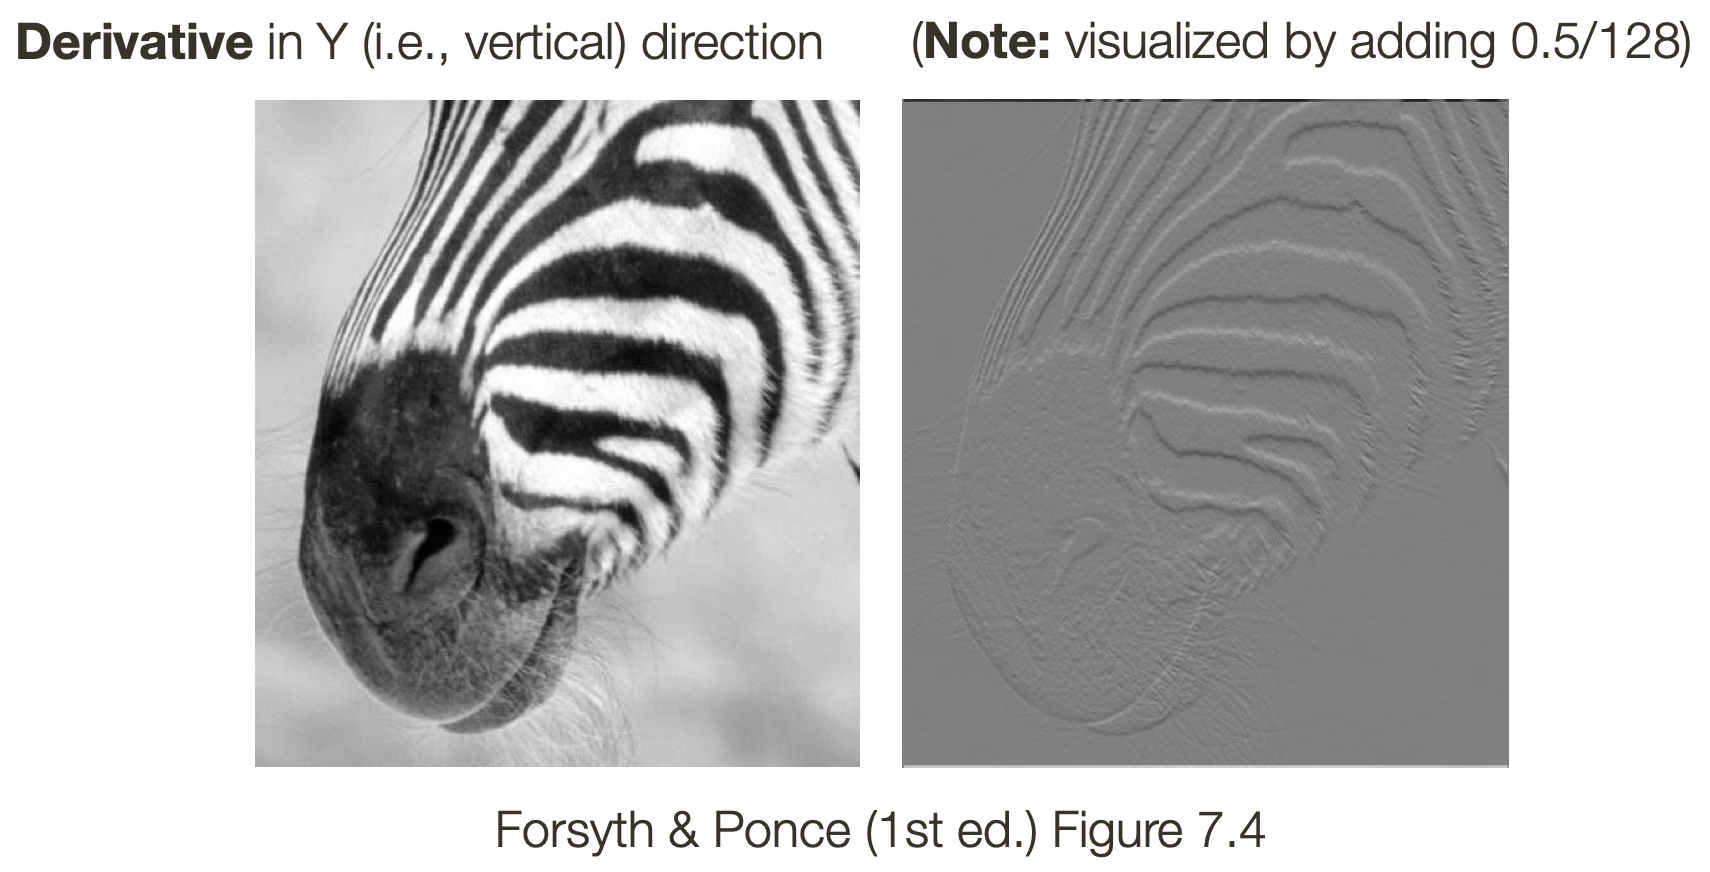 Derivative in Y (i.e., vertical) direction
(Note: visualized by adding 0.5/128)
Forsyth & Ponce (1st ed.) Figure 7.4